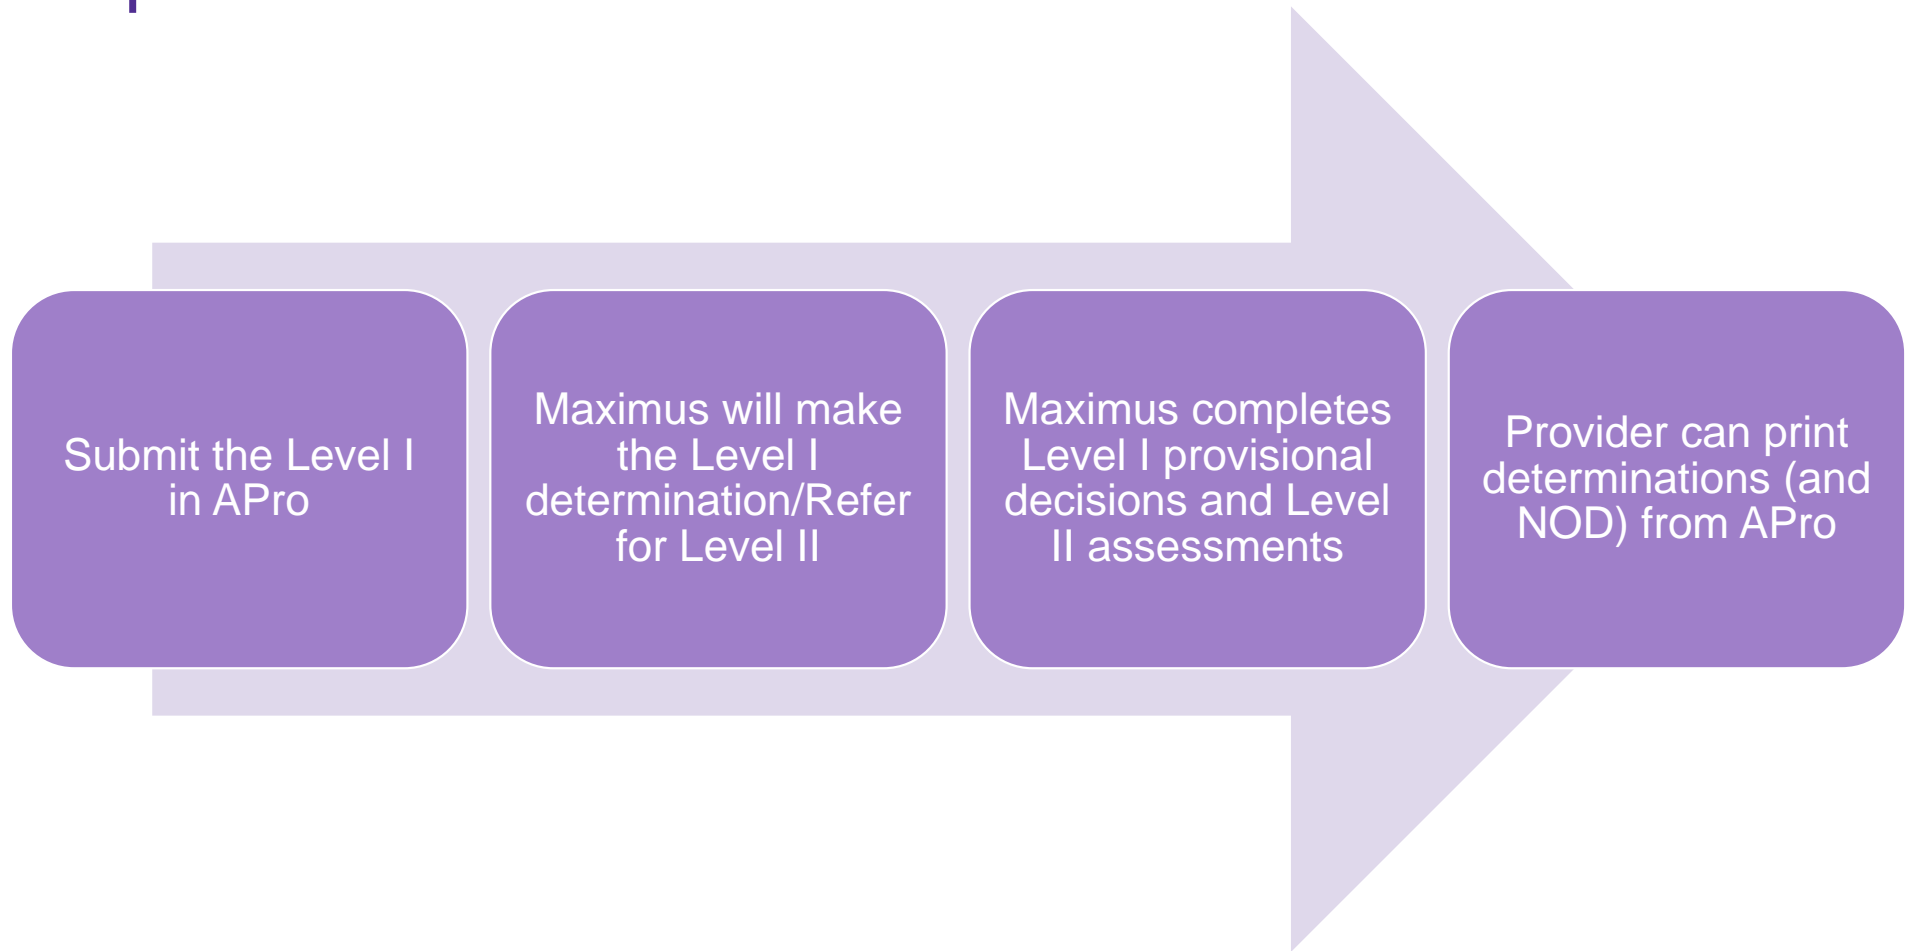 Submit the Level I
in APro
Maximus will make
the Level I
determination/Refer
for Level II
Maximus completes
Level I provisional
decisions and Level
II assessments
Provider can print
determinations (and
NOD) from APro